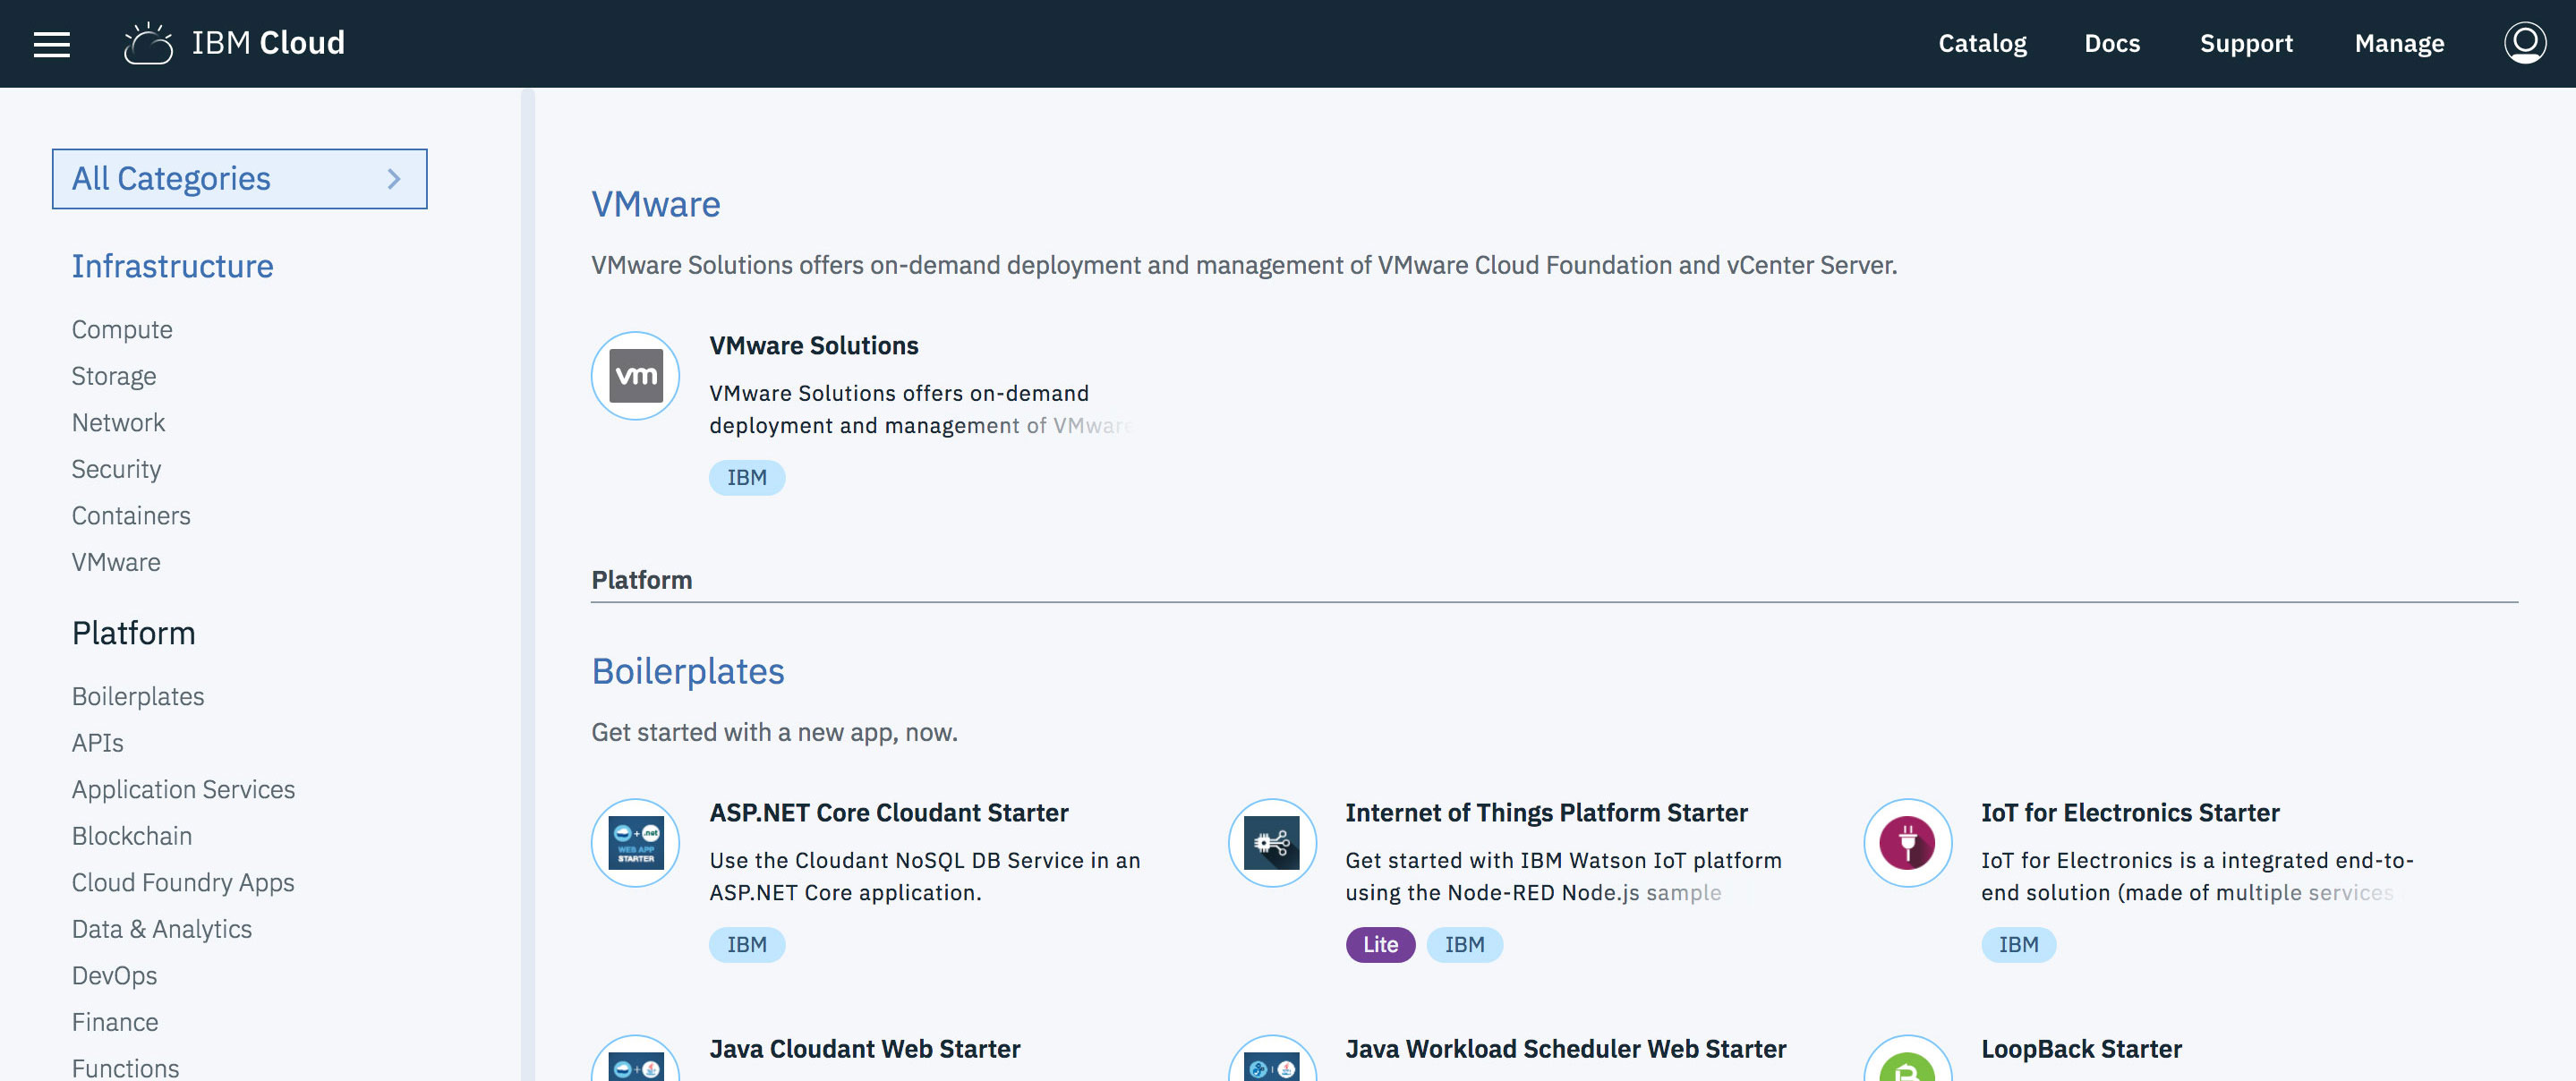 IBM Cloud
Catalog
Docs
Support
Manage
All Categories
Infrastructure
Compute
Storage
Network
Security
Containers
VMware
Platform
Boilerplates
APIs
Application Services
Blockchain
Cloud Foundry Apps
Data & Analytics
DevOps
Finance
Functions
VMware
VMware Solutions offers on-demand deployment and management of VMware Cloud Foundation and vCenter Server.
vm
VMware Solutions
VMware Solutions offers on-demand
deployment and management of VMware
IBM
Platform
Boilerplates
Get started with a new app, now.
+ .net
WEB APP
STARTER
ASP.NET Core Cloudant Starter
Use the Cloudant NoSQL DB Service in an
ASP.NET Core application.
IBM
Internet of Things Platform Starter
Get started with IBM Watson IoT platform
using the Node-RED Node.js sample
Lite
IBM
IoT for Electronics Starter
IoT for Electronics is a integrated end-to-
end solution (made of multiple services
IBM
Java Cloudant Web Starter
Java Workload Scheduler Web Starter
LoopBack Starter